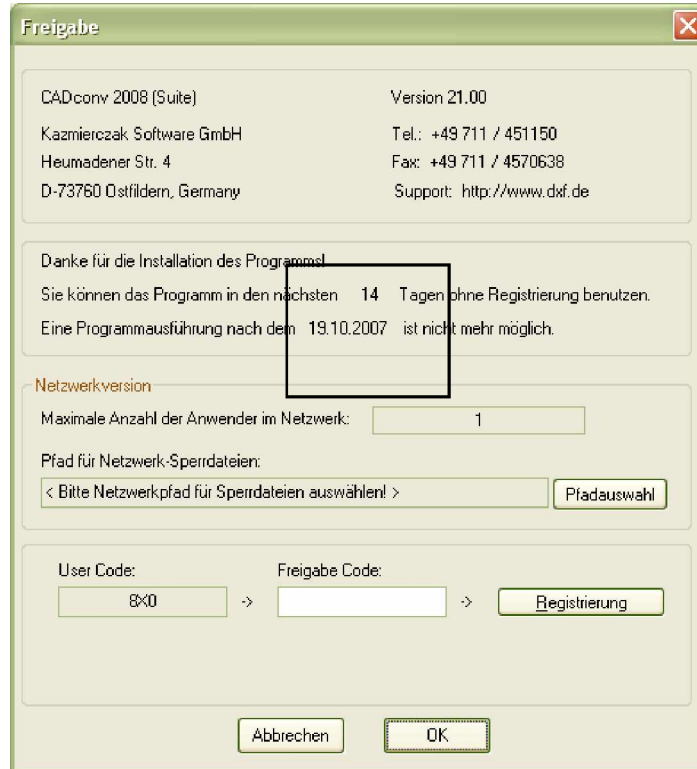 Freigabe
CADconv 2008 (Suite) Version 21.00
Kazmierczak Software GmbH Tel.: +49 711 / 451150
Heumadener Str. 4 Fax: +49 711 / 4570638
D-73760 Ostfildern, Germany Support: http://www.dxf.de
Danke für die Installation des Programms!
Sie können das Programm in den nächsten 14 Tagen ohne Registrierung benutzen.
Eine Programmausführung nach dem 19.10.2007 ist nicht mehr möglich.
Netzwerkversion
Maximale Anzahl der Anwender im Netzwerk: 1
Pfad für Netzwerk-Sperrdateien:
< Bitte Netzwerkpfad für Sperrdateien auswählen! > Pfadauswahl
User Code: Freigabe Code:
8X0 -> -> Registrierung
Abbrechen OK